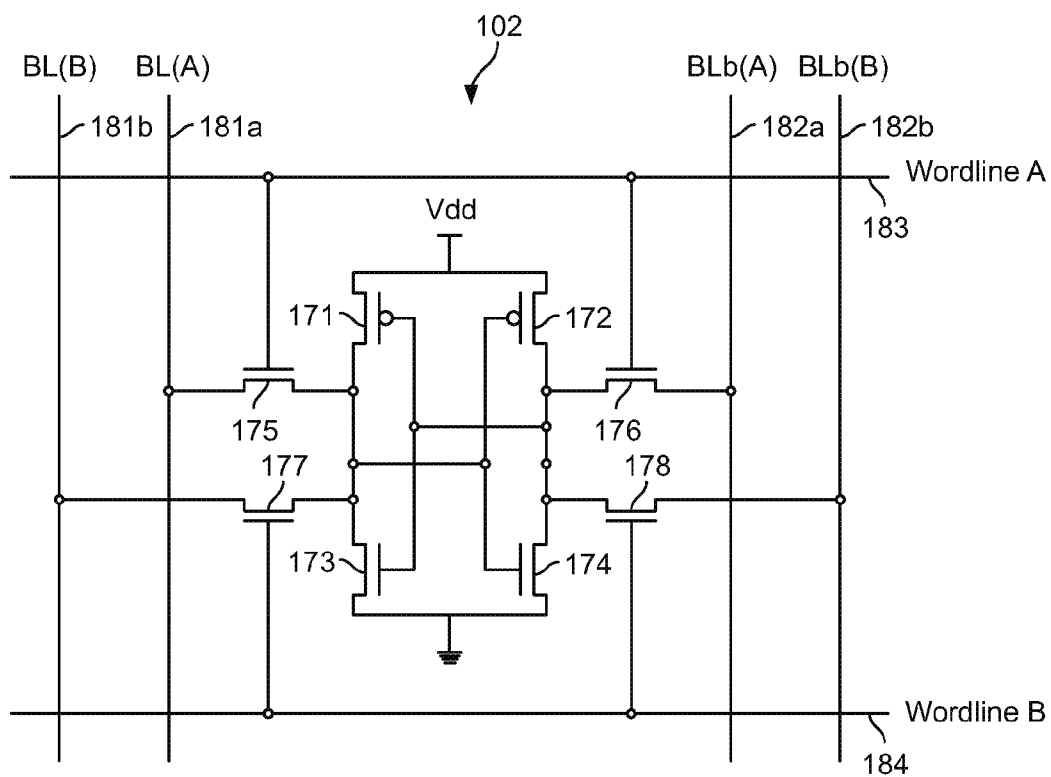 102
BL(B) BL(A) BLb(A) BLb(B)
181b 181a 182a 182b
Wordline A
183
Vdd
171 172
175 176
177 178
173 174
Wordline B
184